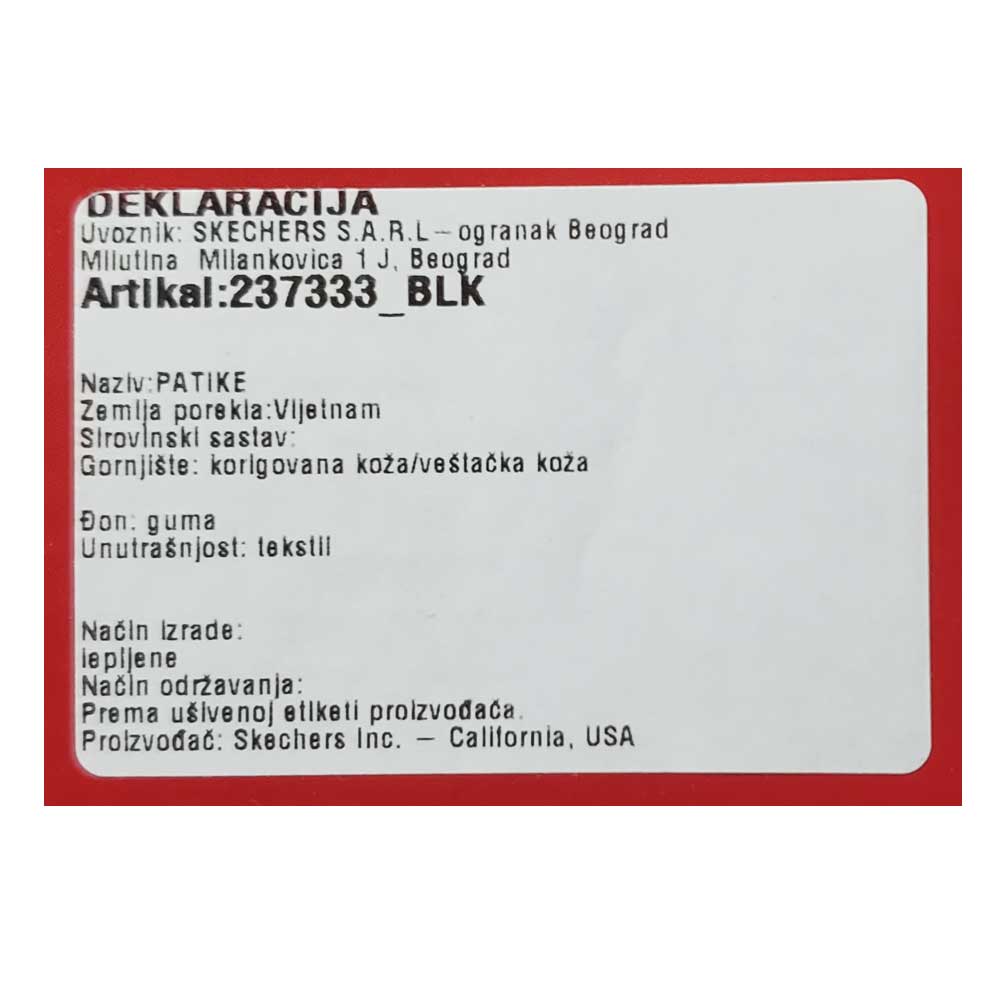 DEKLARACIJA
Uvoznik: SKECHERS S.A.R.L – ogranak Beograd
Milutina Milankovica 1 J, Beograd
Artikal:237333_BLK
Naziv:PATIKE
Zemlja porekla:Vijetnam
Sirovinski sastav:
Gornjište: korigovana koža/veštačka koža
Đon: guma
Unutrašnjost: tekstil
Način izrade:
lepljene
Način održavanja:
Prema ušivenoj etiketi proizvođača.
Proizvođač: Skechers Inc. – California, USA